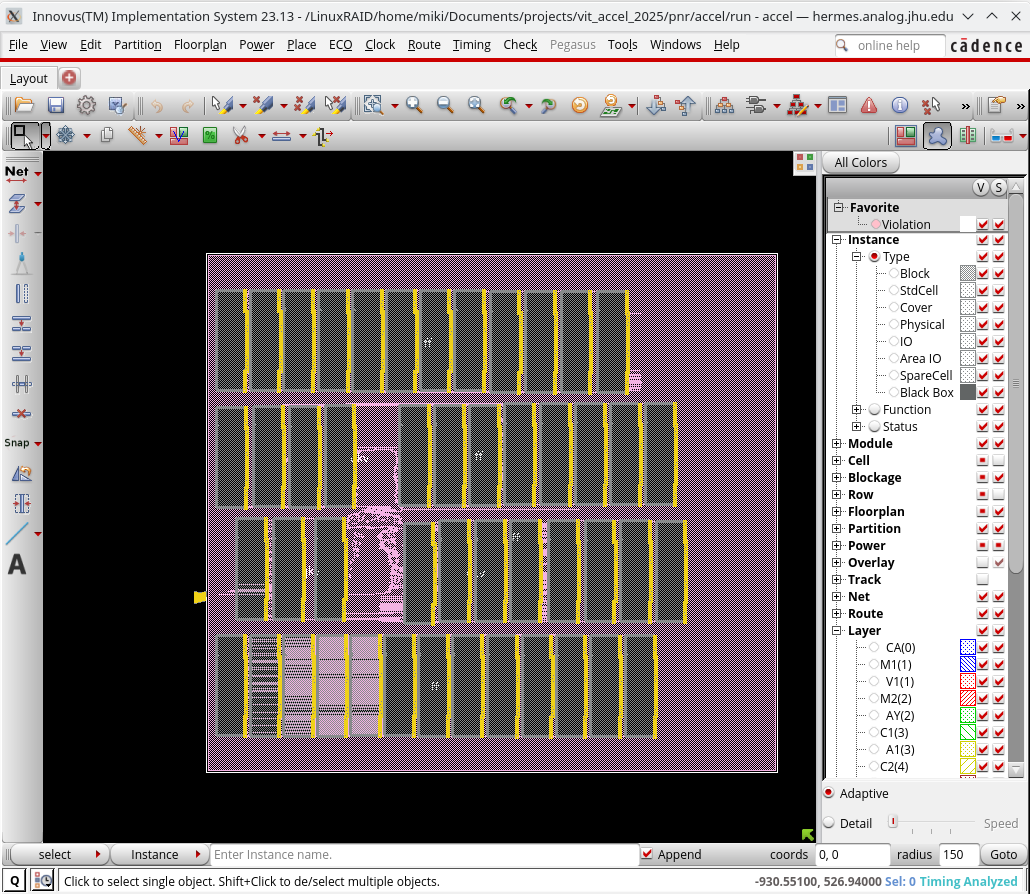 Innovus(TM) Implementation System 23.13 - /LinuxRAID/home/miki/Documents/projects/vit_accel_2025/pnr/accel/run - accel — hermes.analog.jhu.edu
File View Edit Partition Floorplan Power Place ECO Clock Route Timing Check Pegasus Tools Windows Help online help cādence
Layout
»
»
All Colors
Net
V S
Favorite
Violation
Instance
Type
Block
StdCell
Cover
Physical
IO
Area IO
SpareCell
Black Box
Function
Status
Snap
Module
Cell
Blockage
Row
Floorplan
Partition
Power
Overlay
A
Track
Net
Route
Layer
CA(0)
M1(1)
V1(1)
M2(2)
AY(2)
C1(3)
A1(3)
C2(4)
Adaptive
Detail Speed
select Instance Enter Instance name. Append coords 0, 0 radius 150 Goto
Q Click to select single object. Shift+Click to de/select multiple objects. -930.55100, 526.94000 Sel: 0 Timing Analyzed